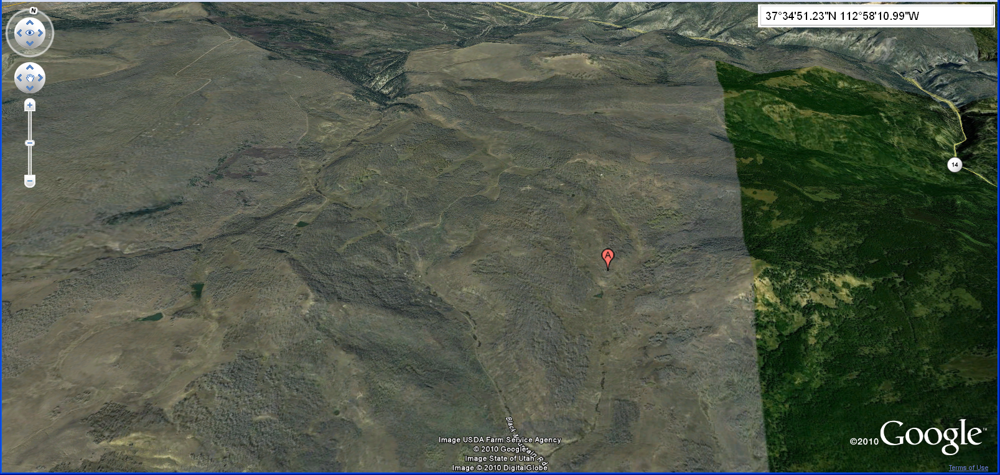 N
37°34'51.23"N 112°58'10.99"W
14
A
Black Mountain Rd
Image USDA Farm Service Agency
© 2010 Google
Image State of Utah
Image © 2010 DigitalGlobe
©2010 Google™
Terms of Use